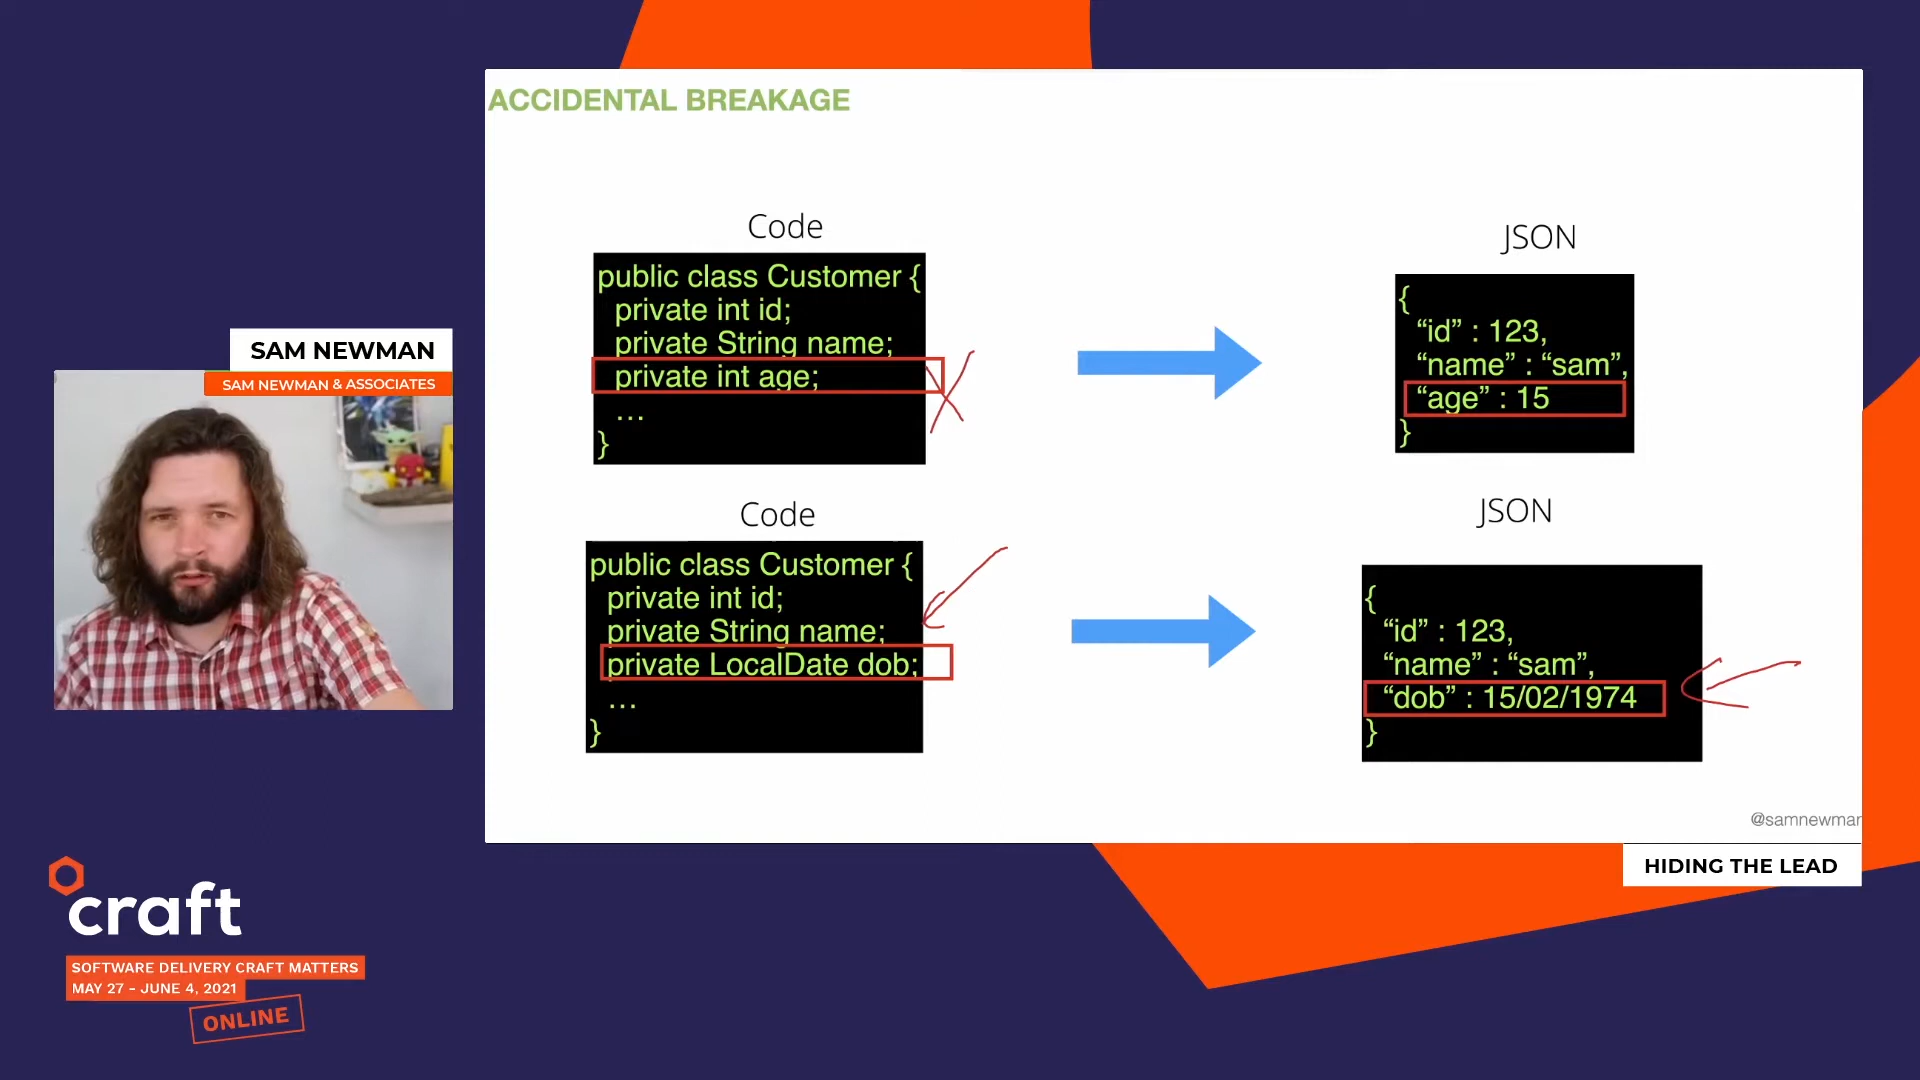 ACCIDENTAL BREAKAGE
Code
public class Customer {
private int id;
private String name;
private int age;
...
}
JSON
{
“id” : 123,
“name” : “sam”,
“age” : 15
}
Code
public class Customer {
private int id;
private String name;
private LocalDate dob;
...
}
JSON
{
“id” : 123,
“name” : “sam”,
“dob” : 15/02/1974
}
@samnewman
HIDING THE LEAD
SAM NEWMAN
SAM NEWMAN & ASSOCIATES
craft
SOFTWARE DELIVERY CRAFT MATTERS
MAY 27 - JUNE 4, 2021
ONLINE